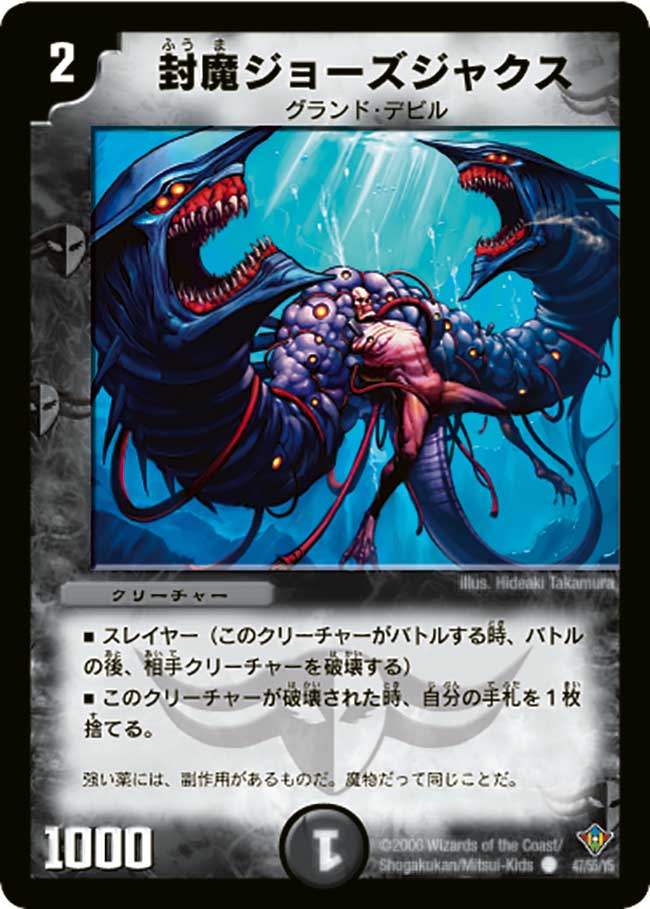 2
ふうま
封魔ジョーズジャクス
グランド・デビル
Illus. Hideaki Takamura
クリーチャー
■ スレイヤー（このクリーチャーがバトルする時、バトル
の後、相手クリーチャーを破壊する）
■ このクリーチャーが破壊された時、自分の手札を１枚
捨てる。
強い薬には、副作用があるものだ。魔物だって同じことだ。
1000
1
©2006 Wizards of the Coast/
Shogakukan/Mitsui-Kids
47/55/Y5